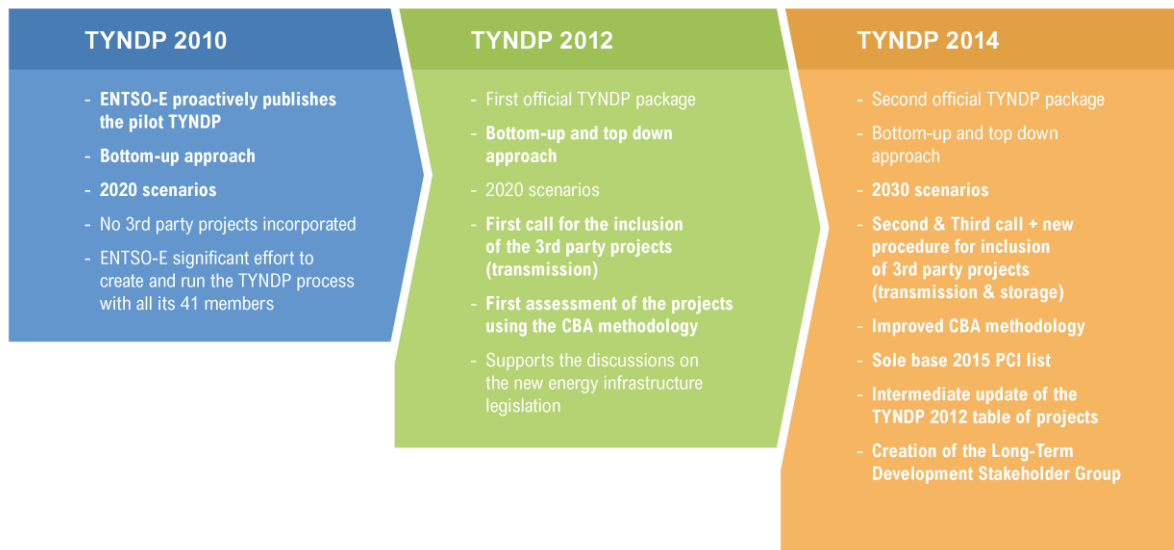 TYNDP 2010
- ENTSO-E proactively publishes
the pilot TYNDP
- Bottom-up approach
- 2020 scenarios
- No 3rd party projects incorporated
- ENTSO-E significant effort to
create and run the TYNDP process
with all its 41 members
TYNDP 2012
- First official TYNDP package
- Bottom-up and top down
approach
- 2020 scenarios
- First call for the inclusion
of the 3rd party projects
(transmission)
- First assessment of the projects
using the CBA methodology
- Supports the discussions on
the new energy infrastructure
legislation
TYNDP 2014
- Second official TYNDP package
- Bottom-up and top down
approach
- 2030 scenarios
- Second & Third call + new
procedure for inclusion
of 3rd party projects
(transmission & storage)
- Improved CBA methodology
- Sole base 2015 PCI list
- Intermediate update of the
TYNDP 2012 table of projects
- Creation of the Long-Term
Development Stakeholder Group